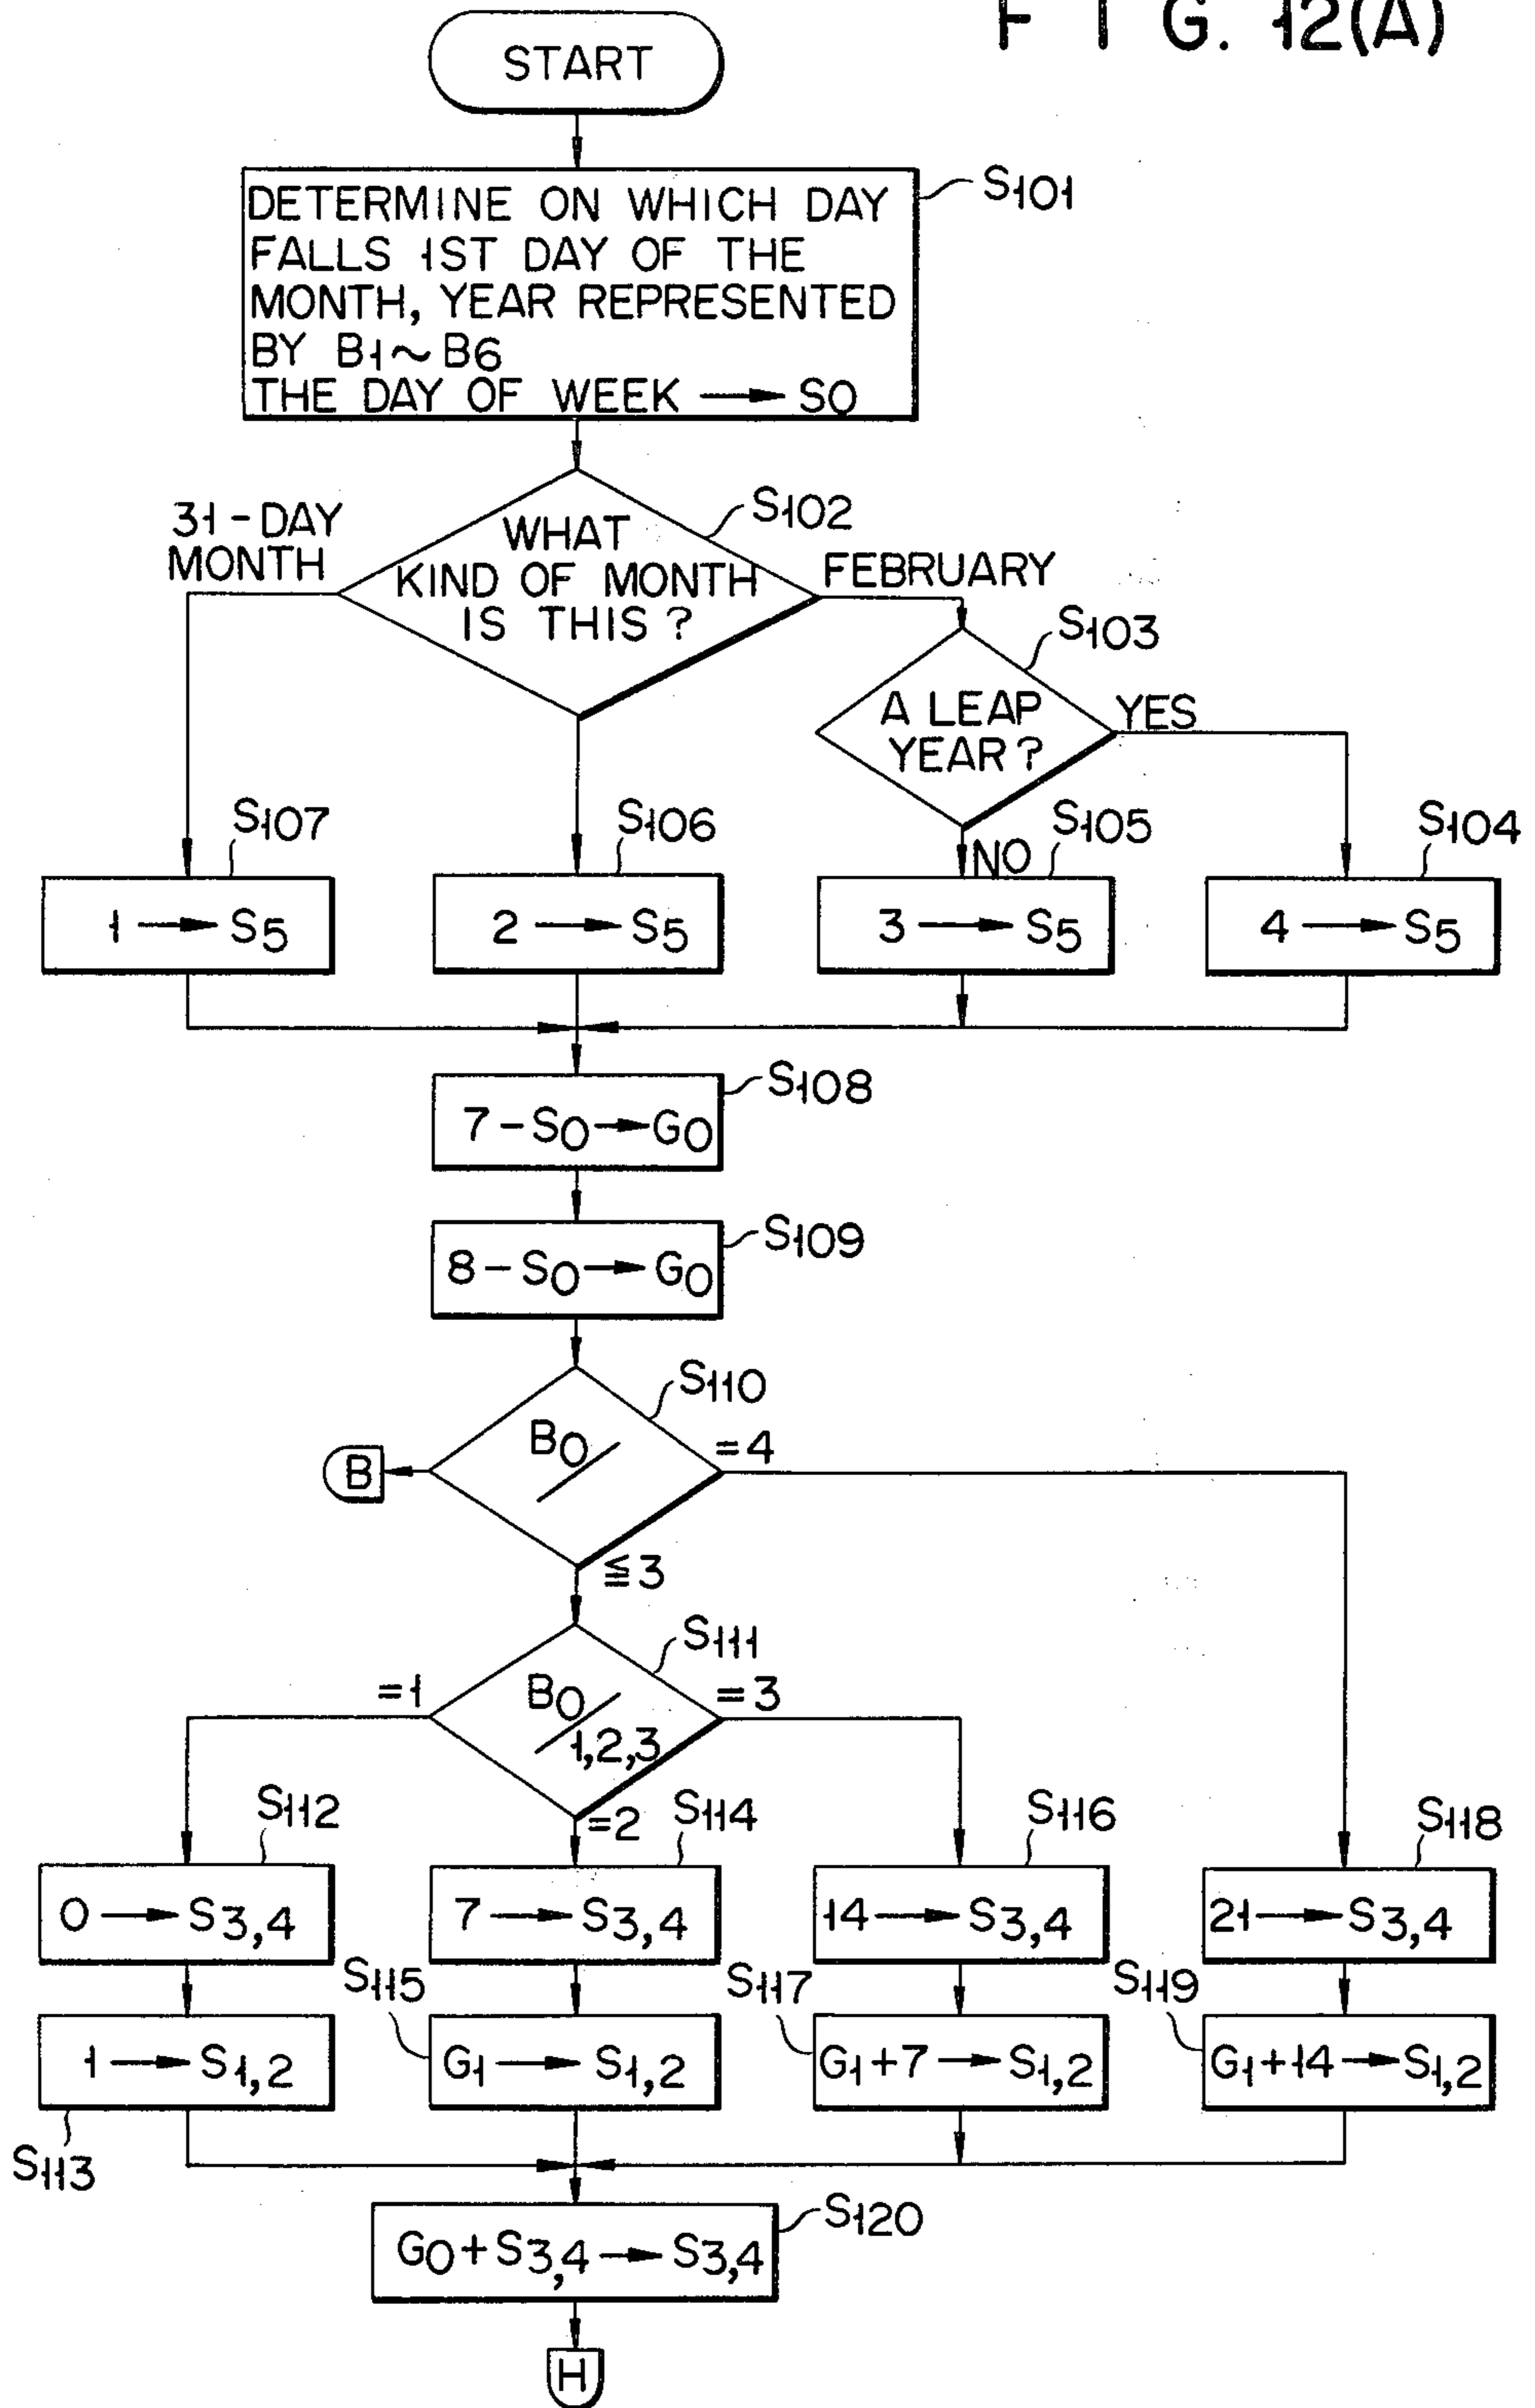 F I G. 12(A)
START
S101
DETERMINE ON WHICH DAY
FALLS 1ST DAY OF THE
MONTH, YEAR REPRESENTED
BY B1~B6
THE DAY OF WEEK → S0
S102
31-DAY
MONTH
WHAT
KIND OF MONTH
IS THIS ?
FEBRUARY
S103
A LEAP
YEAR ?
YES
NO
S107
S106
S105
S104
1 → S5
2 → S5
3 → S5
4 → S5
S108
7 - S0 → G0
S109
8 - S0 → G0
S110
B0
=4
B
≦3
S111
=1
B0
1,2,3
=3
=2
S112
S114
S116
S118
0 → S3,4
7 → S3,4
14 → S3,4
21 → S3,4
S115
S117
S119
1 → S1,2
G1 → S1,2
G1+7 → S1,2
G1+14 → S1,2
S113
S120
G0+S3,4 → S3,4
H